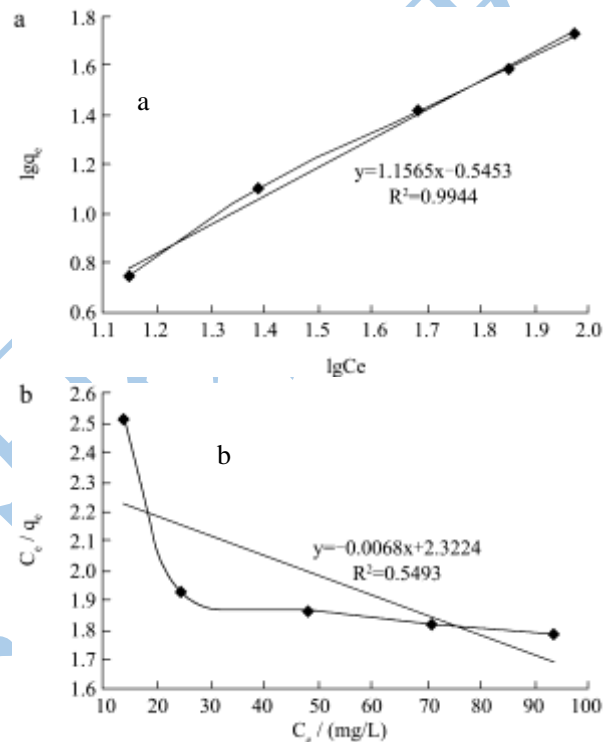 a
1.8
1.6
1.4
1.2
1.0
0.8
0.6
a
y=1.1565x−0.5453
R²=0.9944
lgqₑ
1.1 1.2 1.3 1.4 1.5 1.6 1.7 1.8 1.9 2.0
lgCe
b
2.6
2.5
2.4
2.3
2.2
2.1
2.0
1.9
1.8
1.7
1.6
b
y=−0.0068x+2.3224
R²=0.5493
Cₑ / qₑ
10 20 30 40 50 60 70 80 90 100
Cₑ / (mg/L)